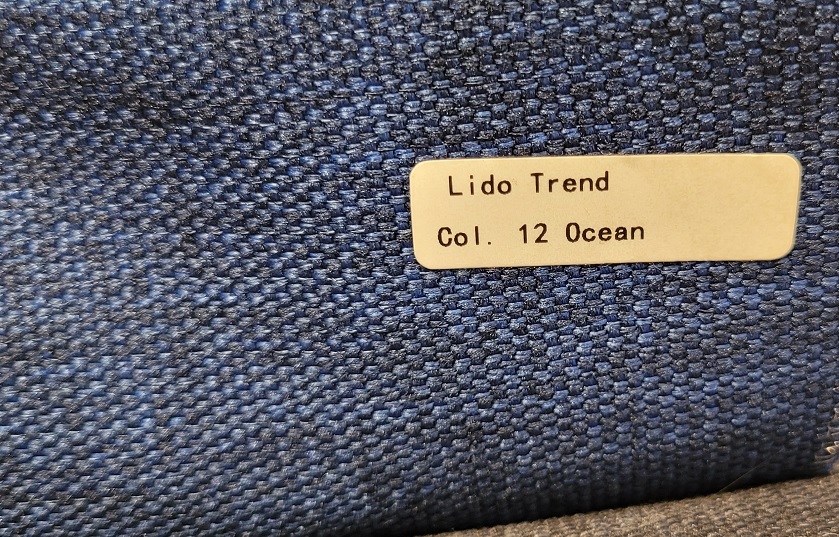 Lido Trend
Col. 12 Ocean